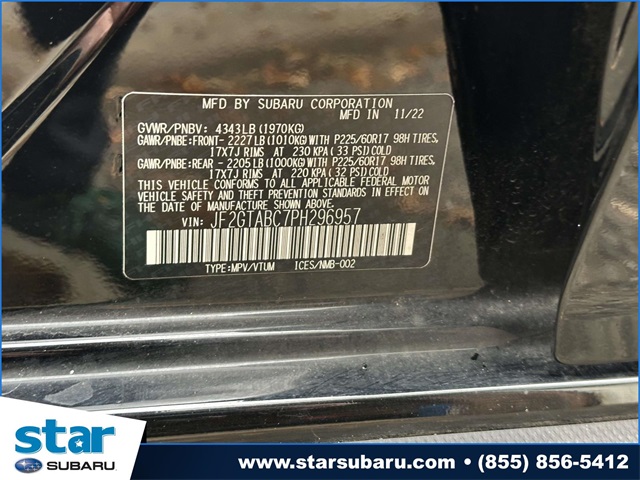 MFD BY SUBARU CORPORATION
MFD IN 11/22
GVWR/PNBV: 4343LB (1970KG)
GAWR/PNBE:FRONT- 2227LB(1010KG)WITH P225/60R17 98H TIRES,
17X7J RIMS AT 230 KPA( 33 PSI)COLD
GAWR/PNBE:REAR - 2205LB(1000KG)WITH P225/60R17 98H TIRES,
17X7J RIMS AT 220 KPA( 32 PSI)COLD
THIS VEHICLE CONFORMS TO ALL APPLICABLE FEDERAL MOTOR
VEHICLE SAFETY AND THEFT PREVENTION STANDARDS IN
EFFECT ON THE DATE OF MANUFACTURE SHOWN ABOVE.
VIN: JF2GTABC7PH296957
TYPE:MPV/VTUM ICES/NMB-002
star
SUBARU
www.starsubaru.com • (855) 856-5412